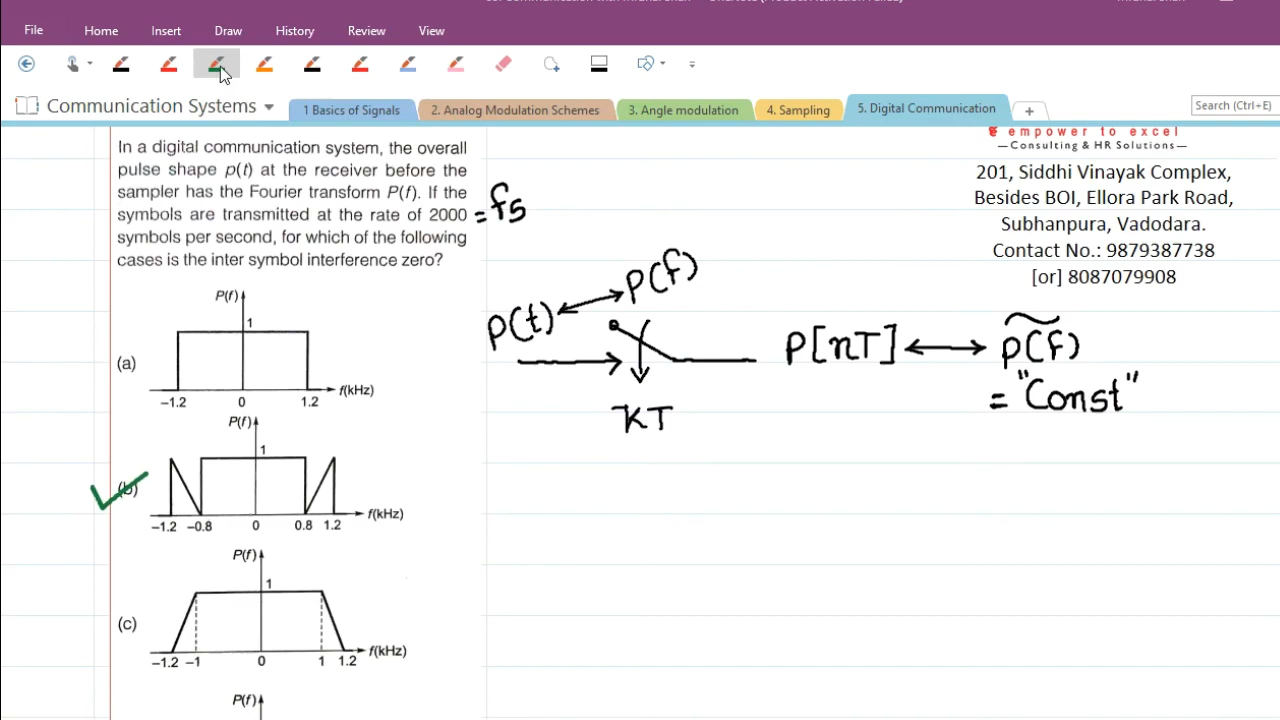 File Home Insert Draw History Review View
Communication Systems 1 Basics of Signals 2. Analog Modulation Schemes 3. Angle modulation 4. Sampling 5. Digital Communication Search (Ctrl+E)
In a digital communication system, the overall
pulse shape p(t) at the receiver before the
sampler has the Fourier transform P(f). If the
symbols are transmitted at the rate of 2000
symbols per second, for which of the following
cases is the inter symbol interference zero?
= fs
empower to excel
—Consulting & HR Solutions—
201, Siddhi Vinayak Complex,
Besides BOI, Ellora Park Road,
Subhanpura, Vadodara.
Contact No.: 9879387738
[or] 8087079908
P(t) ↔ P(f)
KT
P[nT] ↔ P̃(f)
= "Const"
P(f)
1
(a)
f(kHz)
−1.2 0 1.2
P(f)
1
(b)
f(kHz)
−1.2 −0.8 0 0.8 1.2
P(f)
1
(c)
f(kHz)
−1.2 −1 0 1 1.2
P(f)